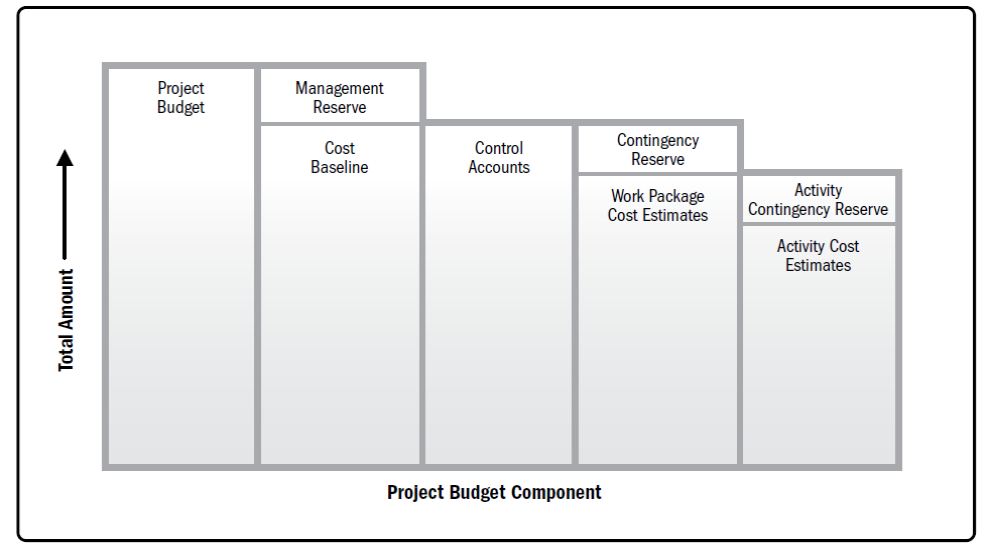 Project
Budget
Management
Reserve
Cost
Baseline
Control
Accounts
Contingency
Reserve
Work Package
Cost Estimates
Activity
Contingency Reserve
Activity Cost
Estimates
Total Amount
Project Budget Component